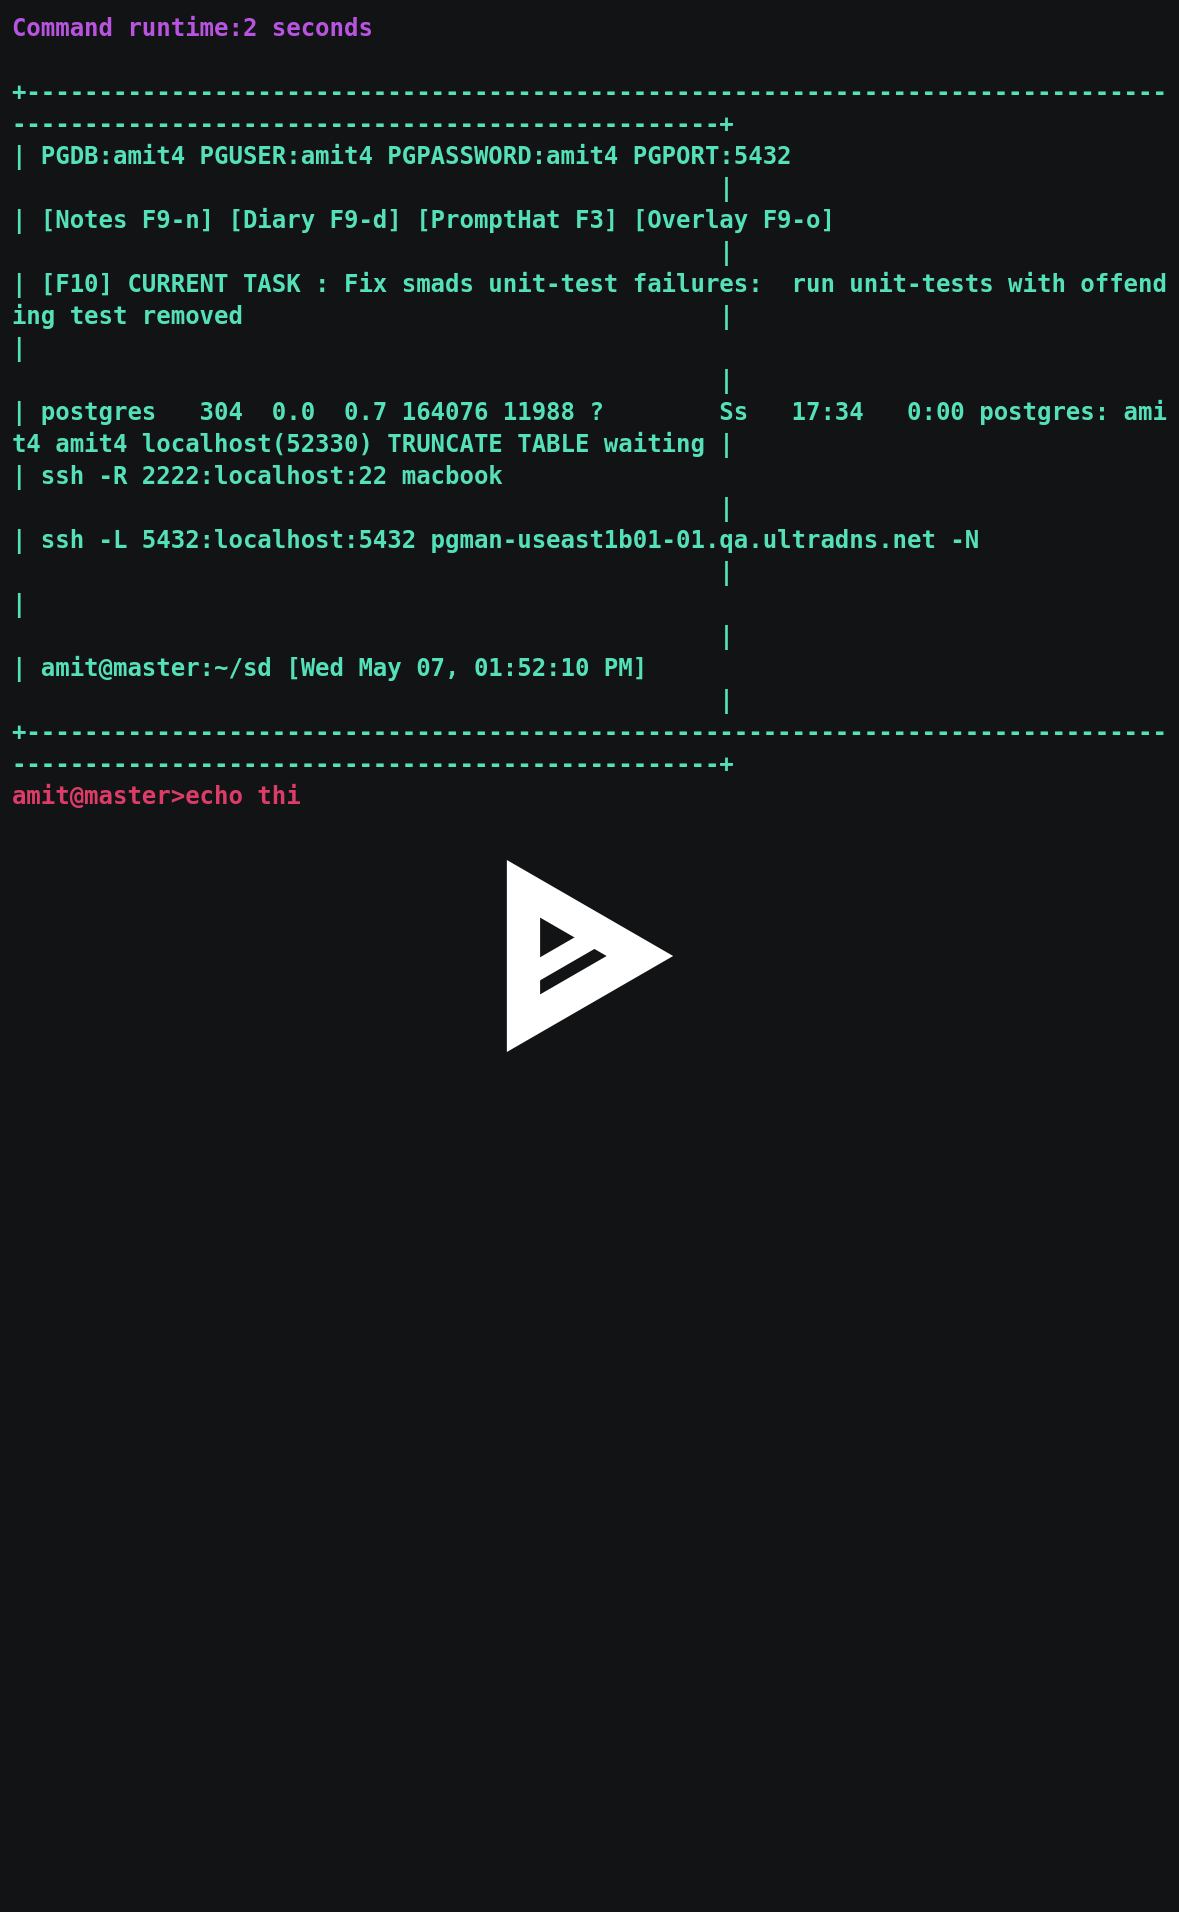 Command runtime:2 seconds
+-------------------------------------------------------------------------------
-------------------------------------------------+
| PGDB:amit4 PGUSER:amit4 PGPASSWORD:amit4 PGPORT:5432
|
| [Notes F9-n] [Diary F9-d] [PromptHat F3] [Overlay F9-o]
|
| [F10] CURRENT TASK : Fix smads unit-test failures:  run unit-tests with offend
ing test removed                                 |
|
|
| postgres   304  0.0  0.7 164076 11988 ?        Ss   17:34   0:00 postgres: ami
t4 amit4 localhost(52330) TRUNCATE TABLE waiting |
| ssh -R 2222:localhost:22 macbook
|
| ssh -L 5432:localhost:5432 pgman-useast1b01-01.qa.ultradns.net -N
|
|
|
| amit@master:~/sd [Wed May 07, 01:52:10 PM]
|
+-------------------------------------------------------------------------------
-------------------------------------------------+
amit@master>echo thi